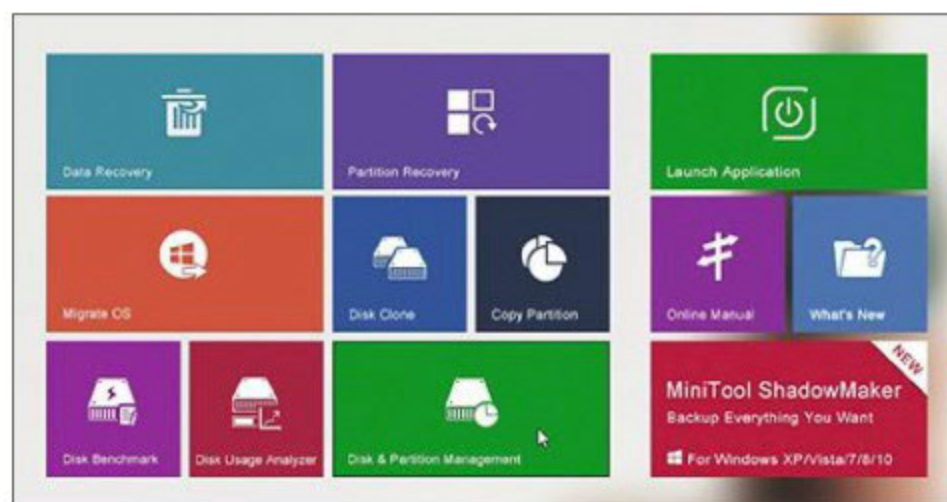 Data Recovery
Partition Recovery
Launch Application
Migrate OS
Disk Clone
Copy Partition
Online Manual
What's New
Disk Benchmark
Disk Usage Analyzer
Disk & Partition Management
NEW
MiniTool ShadowMaker
Backup Everything You Want
For Windows XP/Vista/7/8/10